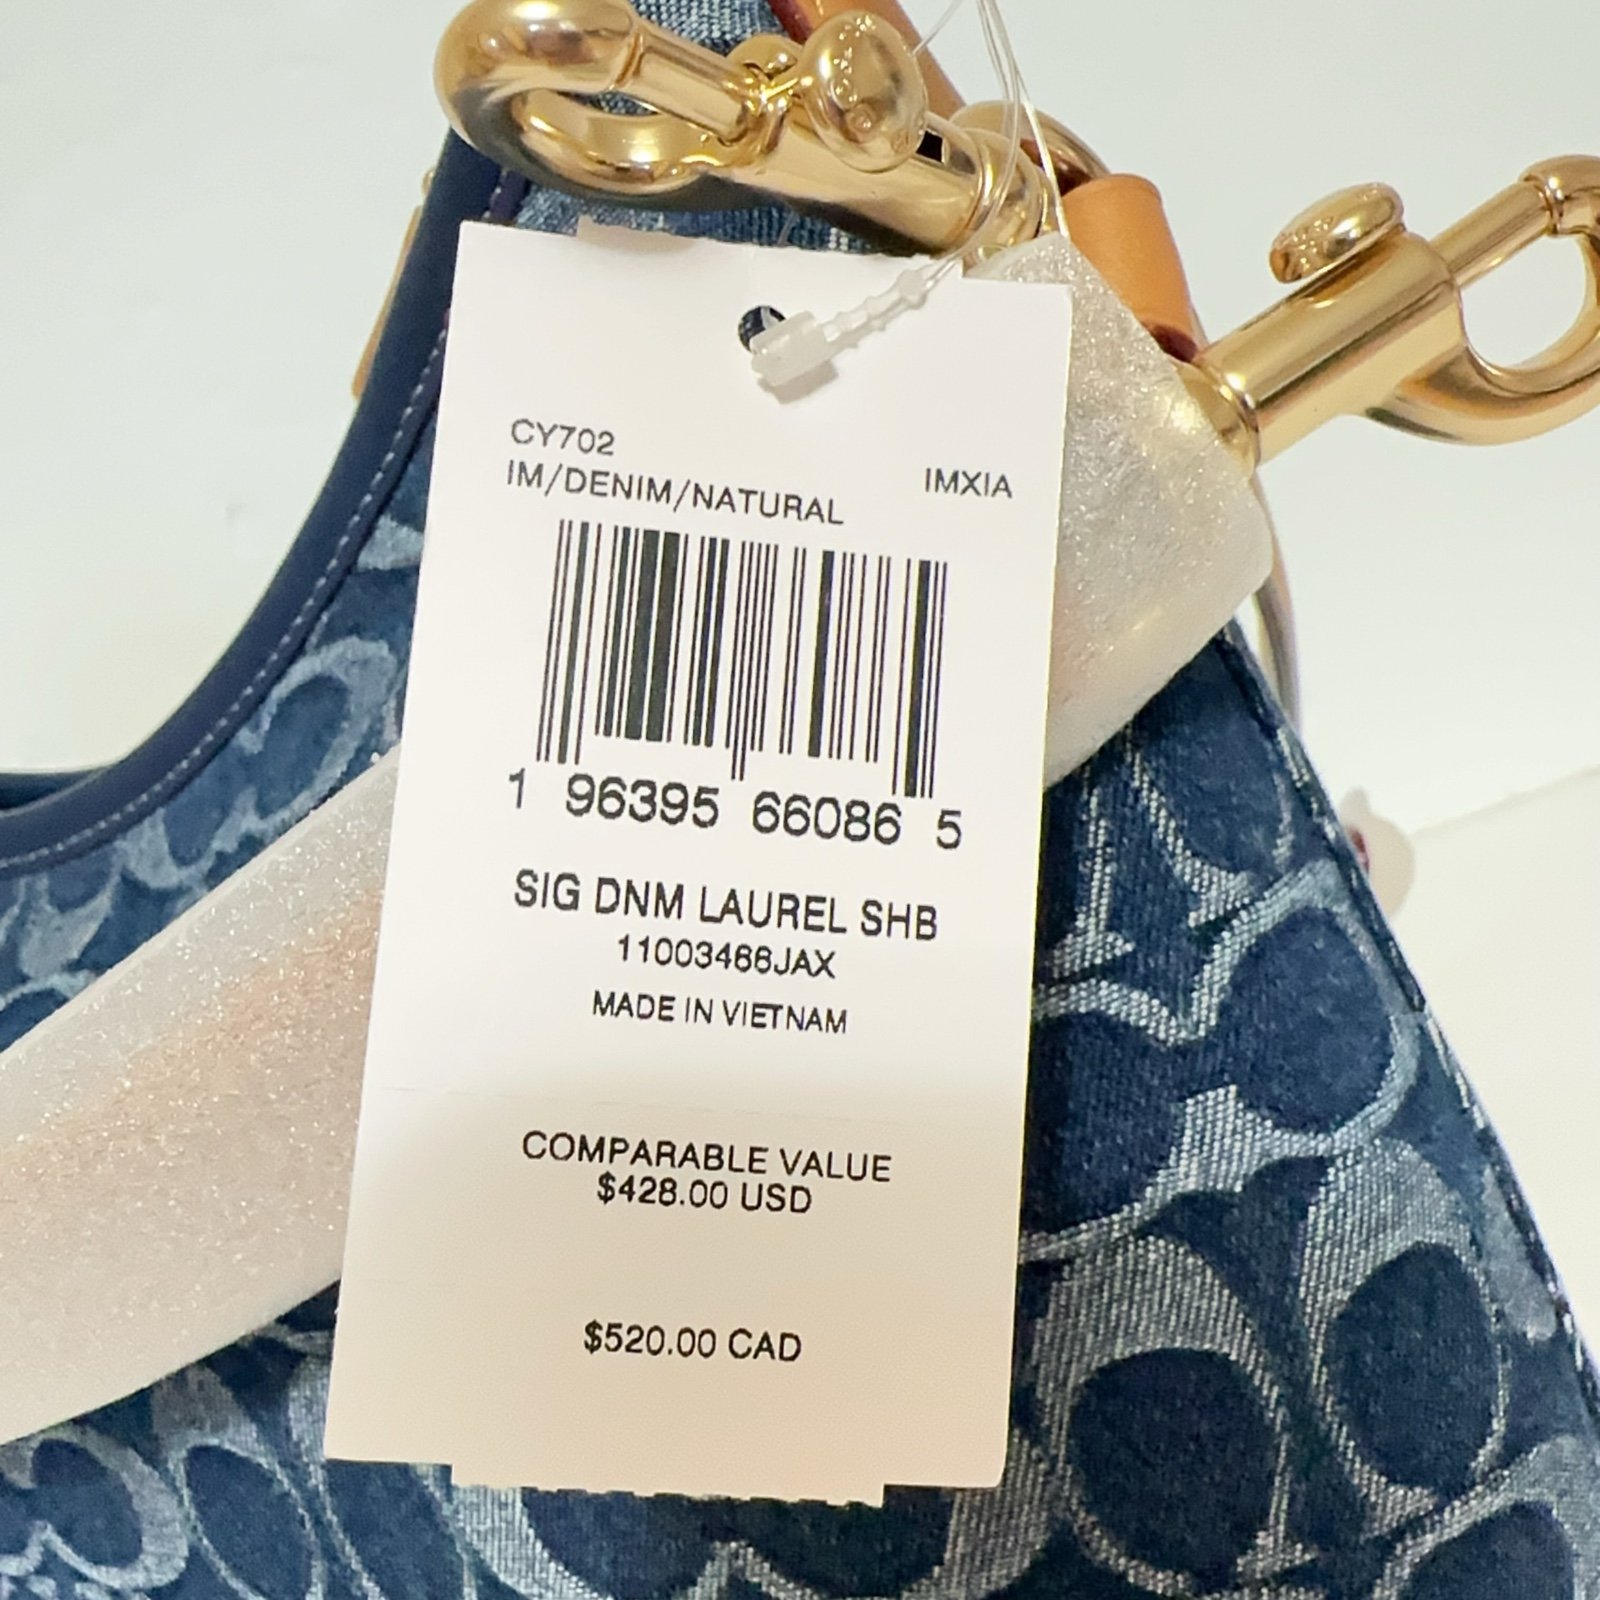 CY702
IM/DENIM/NATURAL IMXIA
1 96395 66086 5
SIG DNM LAUREL SHB
11003466JAX
MADE IN VIETNAM
COMPARABLE VALUE
$428.00 USD
$520.00 CAD